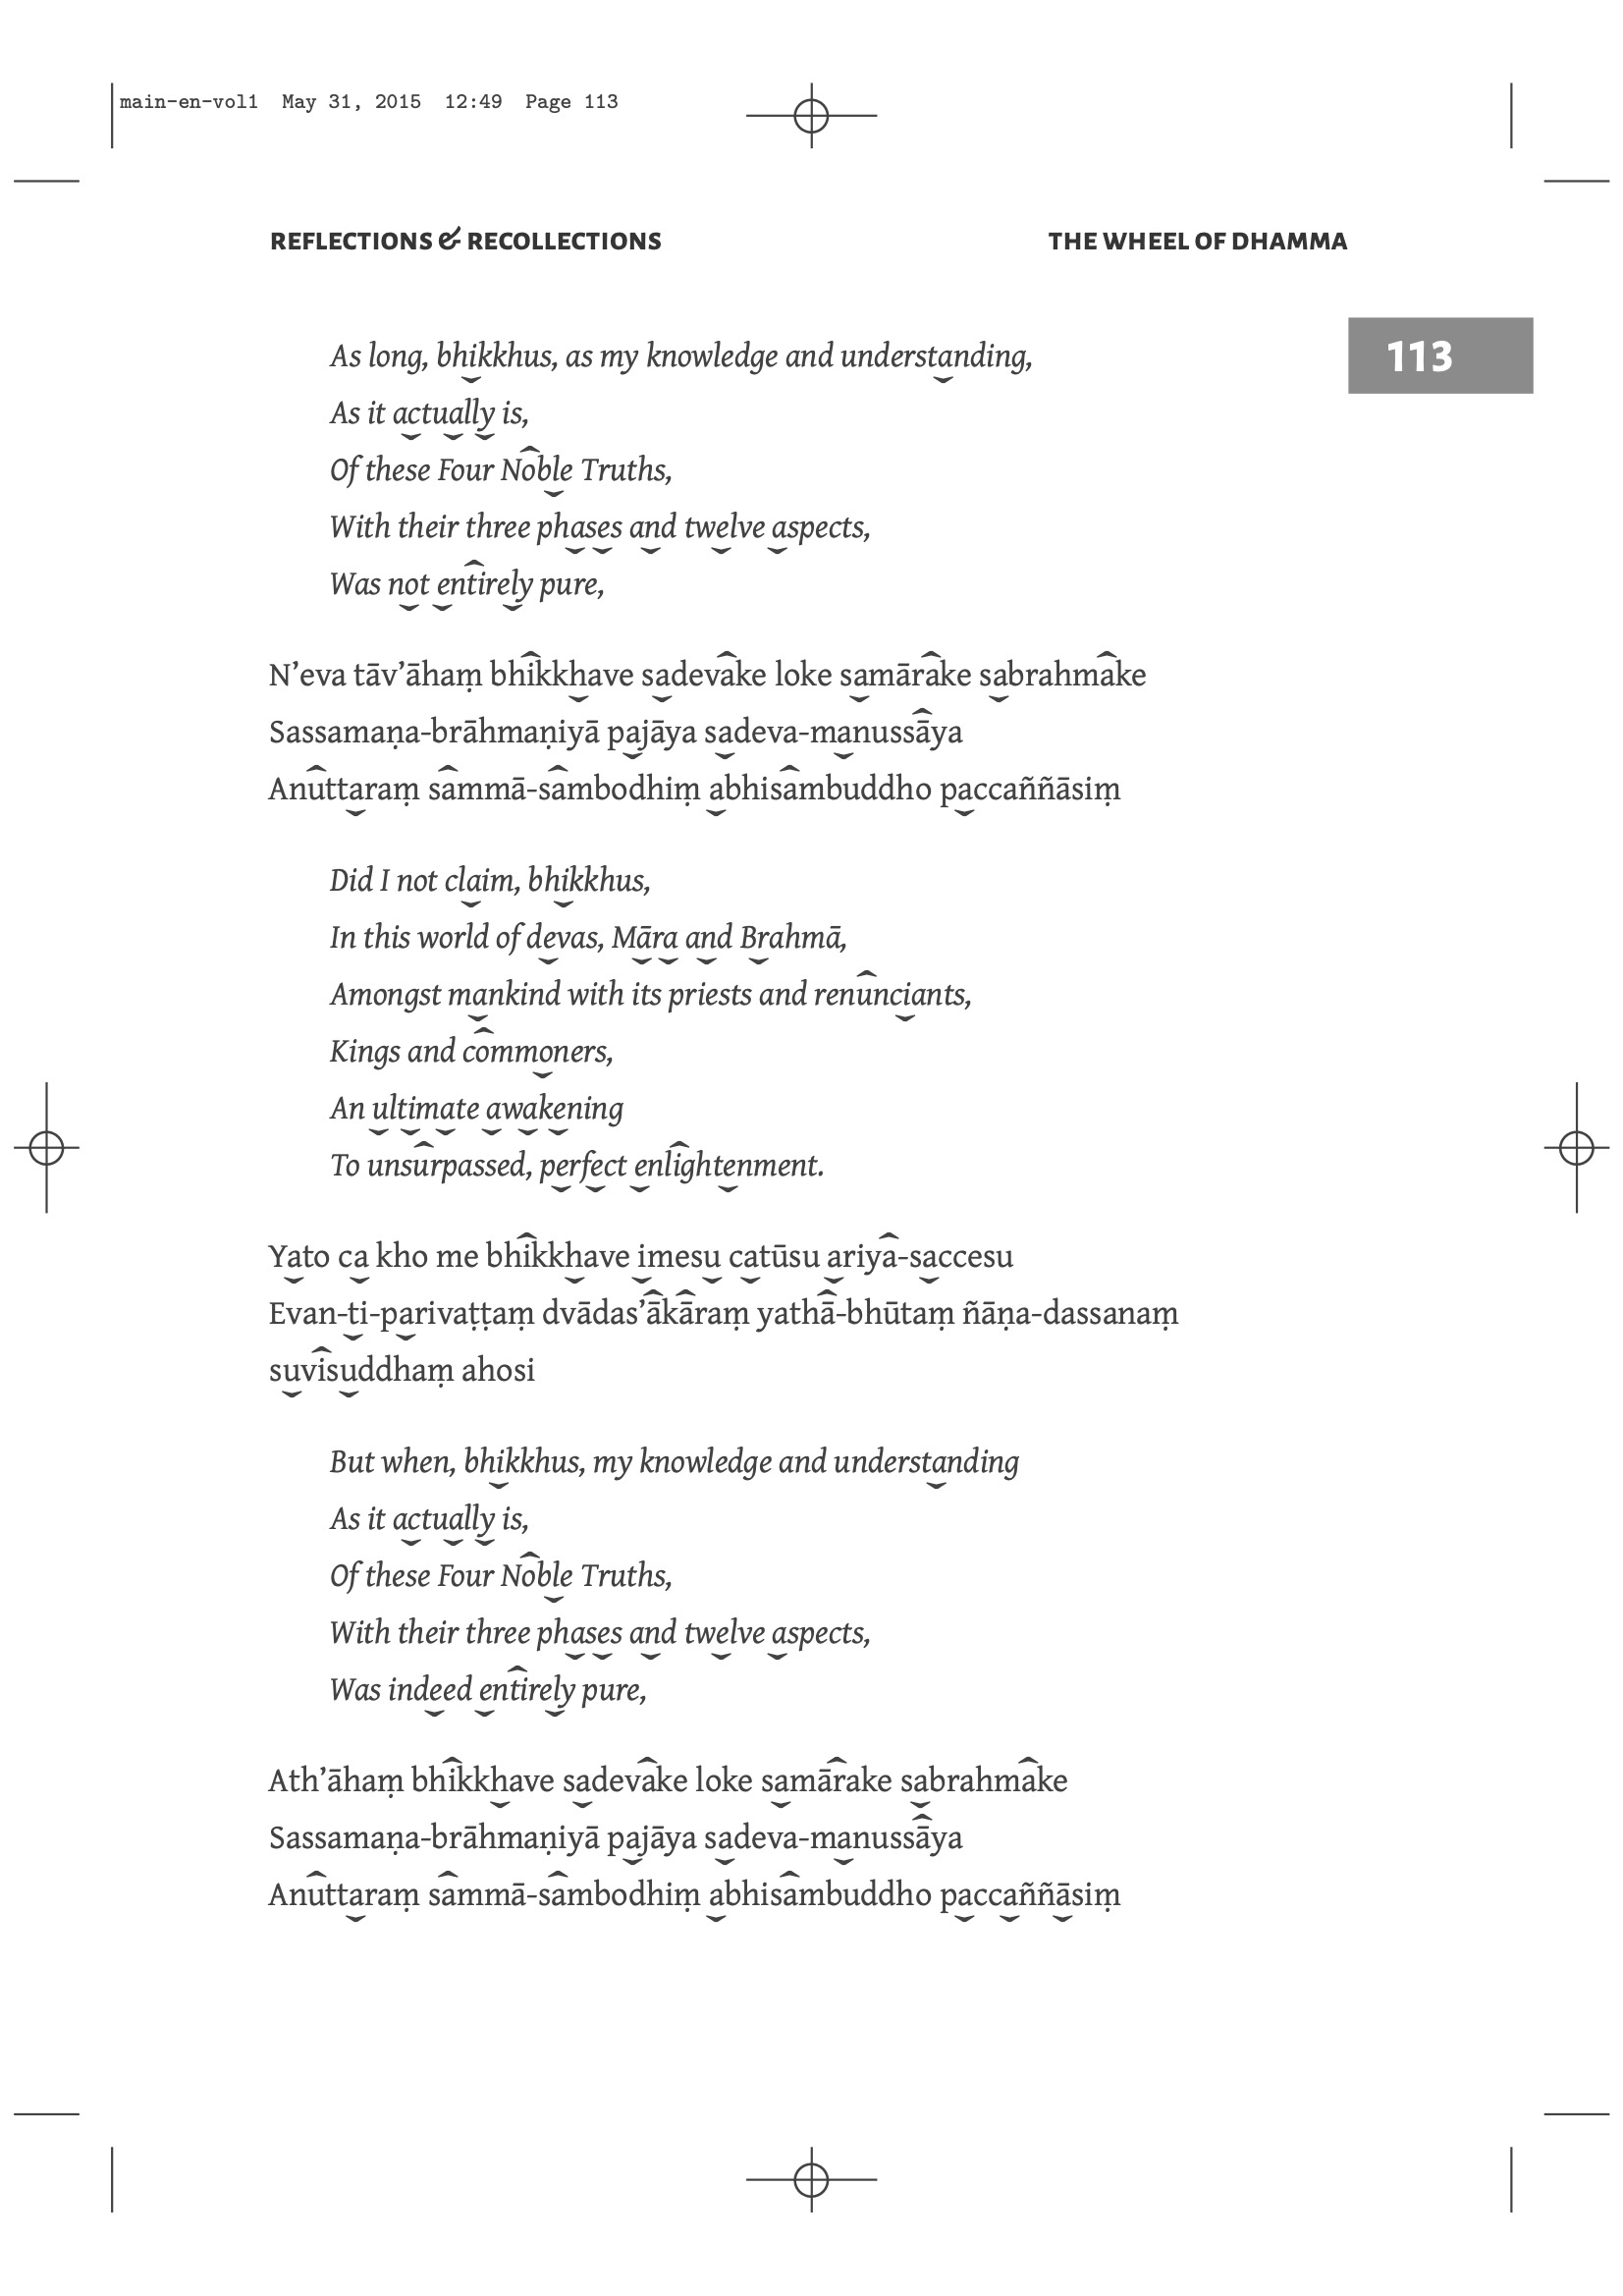 main-en-vol1 May 31, 2015 12:49 Page 113
REFLECTIONS & RECOLLECTIONS THE WHEEL OF DHAMMA
113
As long, bhikkhus, as my knowledge and understanding,
As it actually is,
Of these Four Noble Truths,
With their three phases and twelve aspects,
Was not entirely pure,
N’eva tāv’āhaṃ bhikkhave sadevake loke samārake sabrahmake
Sassamaṇa-brāhmaṇiyā pajāya sadeva-manussāya
Anuttaraṃ sammā-sambodhiṃ abhisambuddho paccaññāsiṃ
Did I not claim, bhikkhus,
In this world of devas, Māra and Brahmā,
Amongst mankind with its priests and renunciants,
Kings and commoners,
An ultimate awakening
To unsurpassed, perfect enlightenment.
Yato ca kho me bhikkhave imesu catūsu ariya-saccesu
Evan-ti-parivaṭṭaṃ dvādas’ākāraṃ yathā-bhūtaṃ ñāṇa-dassanaṃ
suvisuddhaṃ ahosi
But when, bhikkhus, my knowledge and understanding
As it actually is,
Of these Four Noble Truths,
With their three phases and twelve aspects,
Was indeed entirely pure,
Ath’āhaṃ bhikkhave sadevake loke samārake sabrahmake
Sassamaṇa-brāhmaṇiyā pajāya sadeva-manussāya
Anuttaraṃ sammā-sambodhiṃ abhisambuddho paccaññāsiṃ